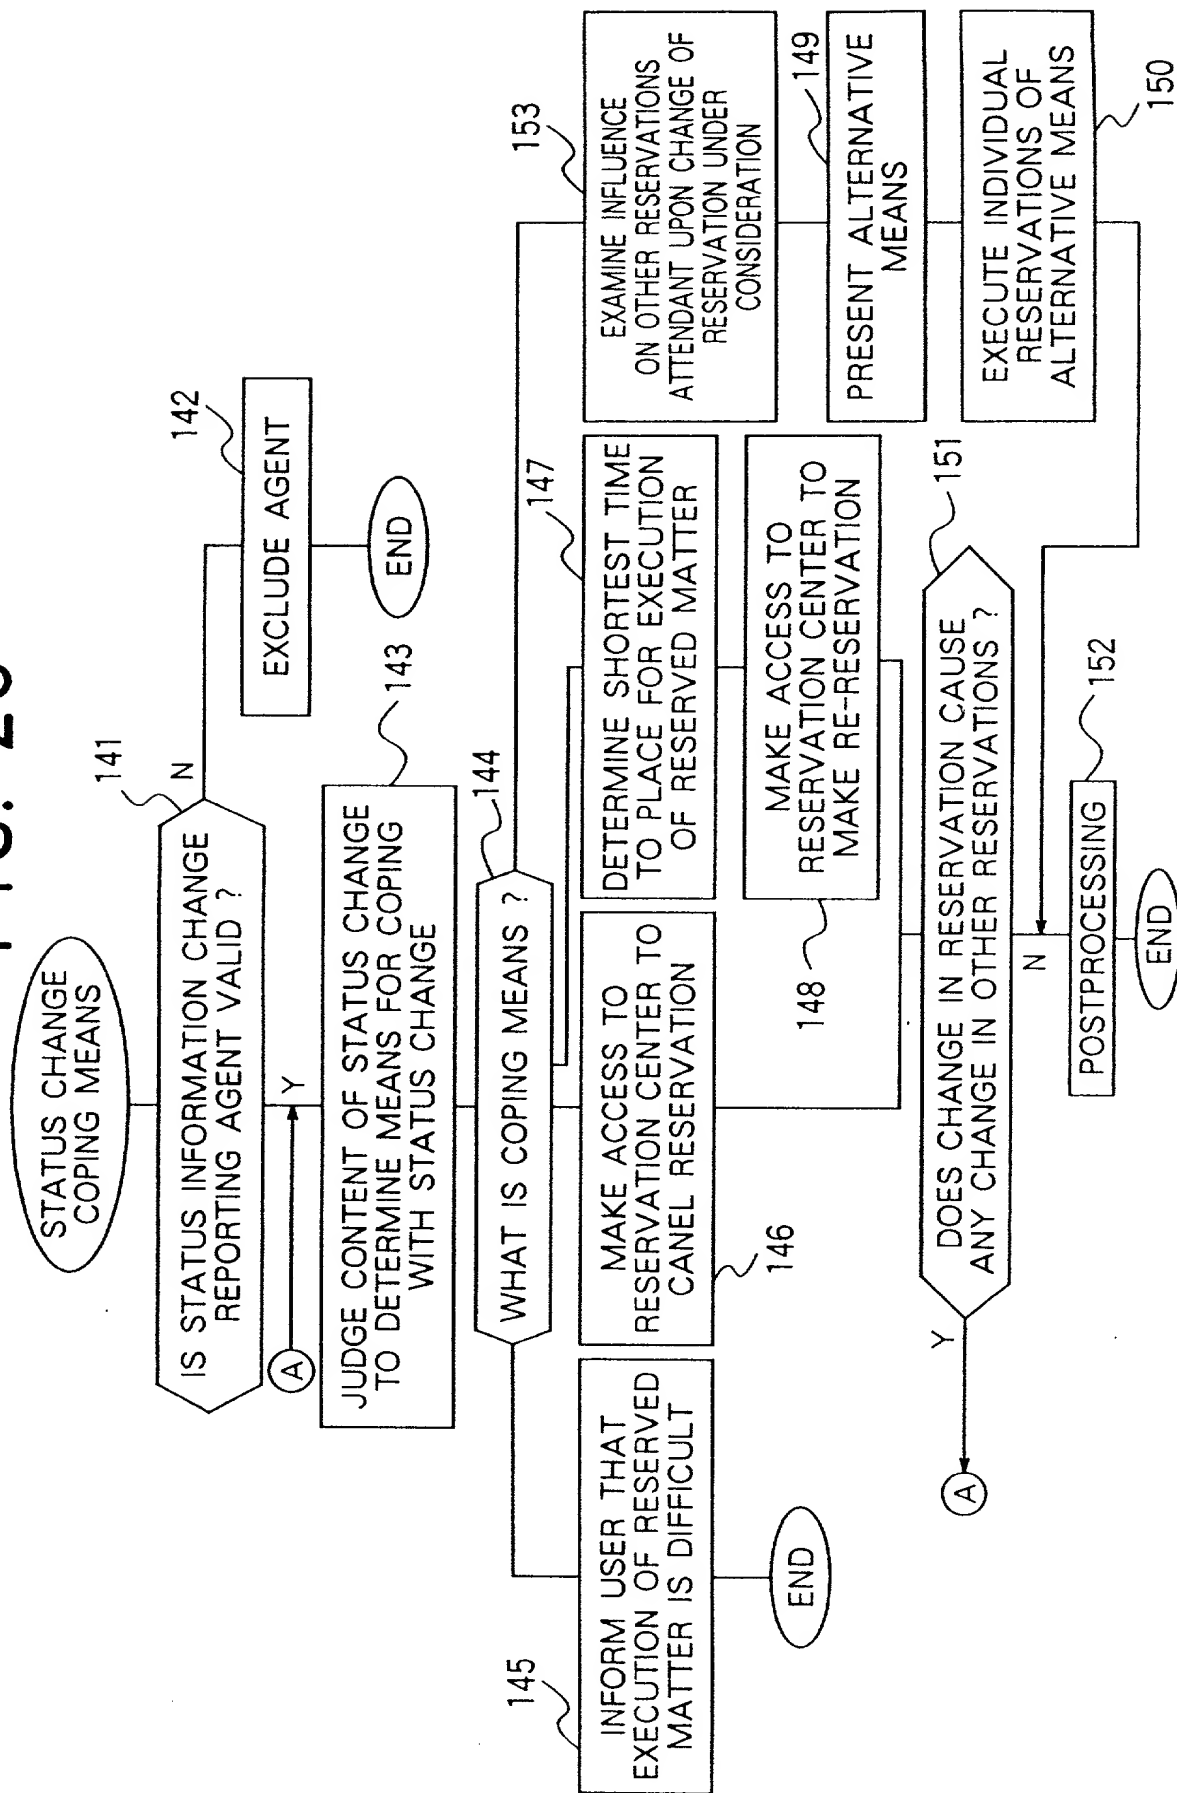 STATUS CHANGE
COPING MEANS
141
IS STATUS INFORMATION CHANGE
REPORTING AGENT VALID ?
N
142
EXCLUDE AGENT
END
Y
A
143
JUDGE CONTENT OF STATUS CHANGE
TO DETERMINE MEANS FOR COPING
WITH STATUS CHANGE
144
WHAT IS COPING MEANS ?
145
INFORM USER THAT
EXECUTION OF RESERVED
MATTER IS DIFFICULT
END
MAKE ACCESS TO
RESERVATION CENTER TO
CANEL RESERVATION
146
147
DETERMINE SHORTEST TIME
TO PLACE FOR EXECUTION
OF RESERVED MATTER
MAKE ACCESS TO
RESERVATION CENTER TO
MAKE RE-RESERVATION
148
153
EXAMINE INFLUENCE
ON OTHER RESERVATIONS
ATTENDANT UPON CHANGE OF
RESERVATION UNDER
CONSIDERATION
149
PRESENT ALTERNATIVE
MEANS
EXECUTE INDIVIDUAL
RESERVATIONS OF
ALTERNATIVE MEANS
150
151
DOES CHANGE IN RESERVATION CAUSE
ANY CHANGE IN OTHER RESERVATIONS ?
Y
A
N
152
POSTPROCESSING
END